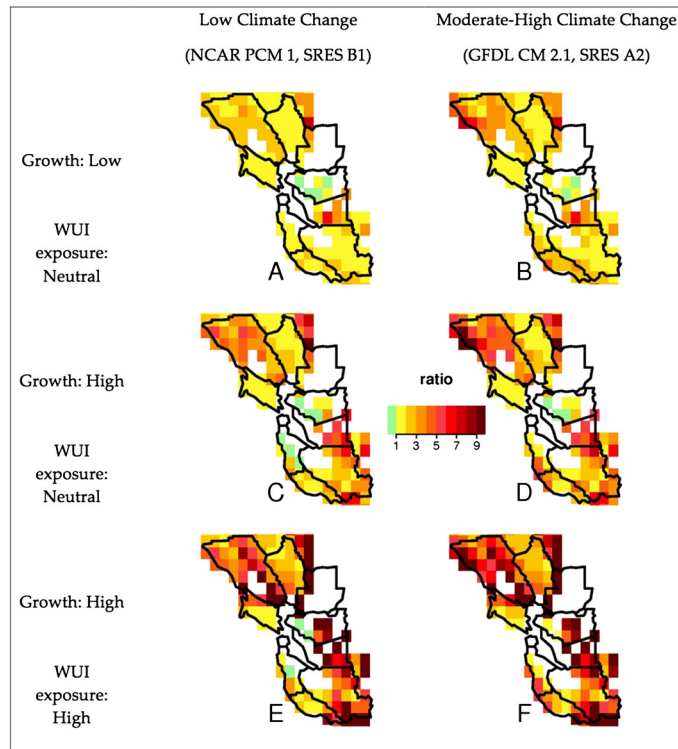 Low Climate Change
Moderate-High Climate Change
(NCAR PCM 1, SRES B1)
(GFDL CM 2.1, SRES A2)
Growth: Low
WUI
exposure:
Neutral
A
B
Growth: High
ratio
1 3 5 7 9
WUI
exposure:
Neutral
C
D
Growth: High
WUI
exposure:
High
E
F